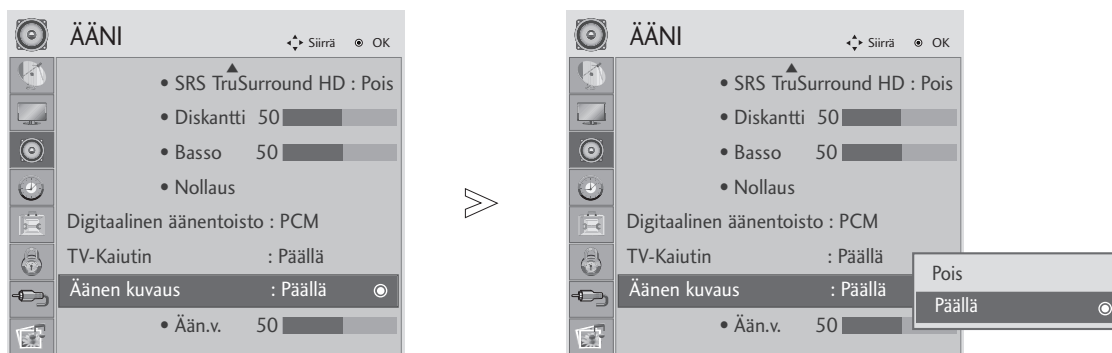 ÄÄNI Siirrä OK
• SRS TruSurround HD : Pois
• Diskantti 50
• Basso 50
• Nollaus
Digitaalinen äänentoisto : PCM
TV-Kaiutin : Päällä
Äänen kuvaus : Päällä
• Ään.v. 50
ÄÄNI Siirrä OK
• SRS TruSurround HD : Pois
• Diskantti 50
• Basso 50
• Nollaus
Digitaalinen äänentoisto : PCM
TV-Kaiutin : Päällä
Äänen kuvaus : Päällä
• Ään.v. 50
Pois
Päällä